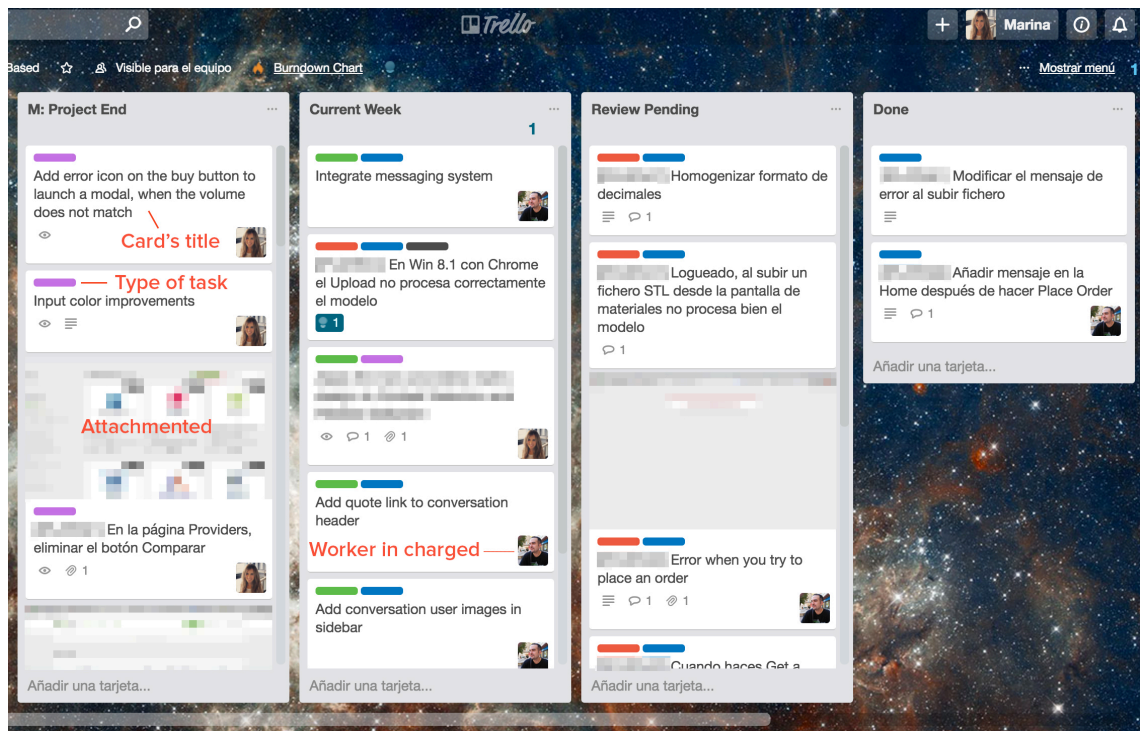 Trello
Marina
Based
Visible para el equipo
Burndown Chart
Mostrar menú
1
M: Project End
Add error icon on the buy button to
launch a modal, when the volume
does not match
Card's title
Type of task
Input color improvements
Attachmented
En la página Providers,
eliminar el botón Comparar
1
Añadir una tarjeta...
Current Week
1
Integrate messaging system
En Win 8.1 con Chrome
el Upload no procesa correctamente
el modelo
1
1 1
Add quote link to conversation
header
Worker in charged
Add conversation user images in
sidebar
Añadir una tarjeta...
Review Pending
Homogenizar formato de
decimales
1
Logueado, al subir un
fichero STL desde la pantalla de
materiales no procesa bien el
modelo
1
Error when you try to
place an order
1 1
Cuando haces Get a
Añadir una tarjeta...
Done
Modificar el mensaje de
error al subir fichero
Añadir mensaje en la
Home después de hacer Place Order
1
Añadir una tarjeta...